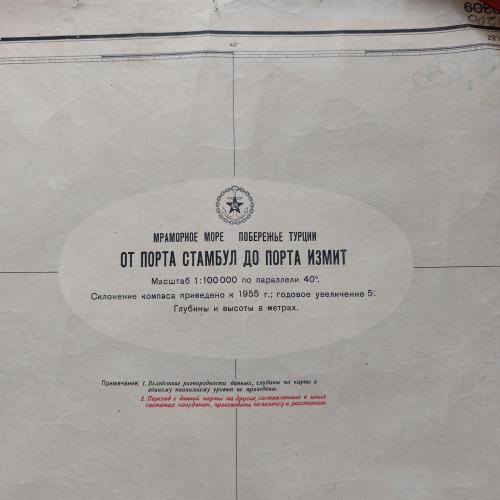 40'
МРАМОРНОЕ МОРЕ ПОБЕРЕЖЬЕ ТУРЦИИ
ОТ ПОРТА СТАМБУЛ ДО ПОРТА ИЗМИТ
Масштаб 1:100 000 по параллели 40°.
Склонение компаса приведено к 1955 г.; годовое увеличение 5'.
Глубины и высоты в метрах.
Примечания: 1. Вследствие разнородности данных, глубины на карте к
единому наинизшему уровню не приведены.
2. Переход с данной карты на другие, составленные в иных
системах координат, производить по пеленгу и расстоянию.